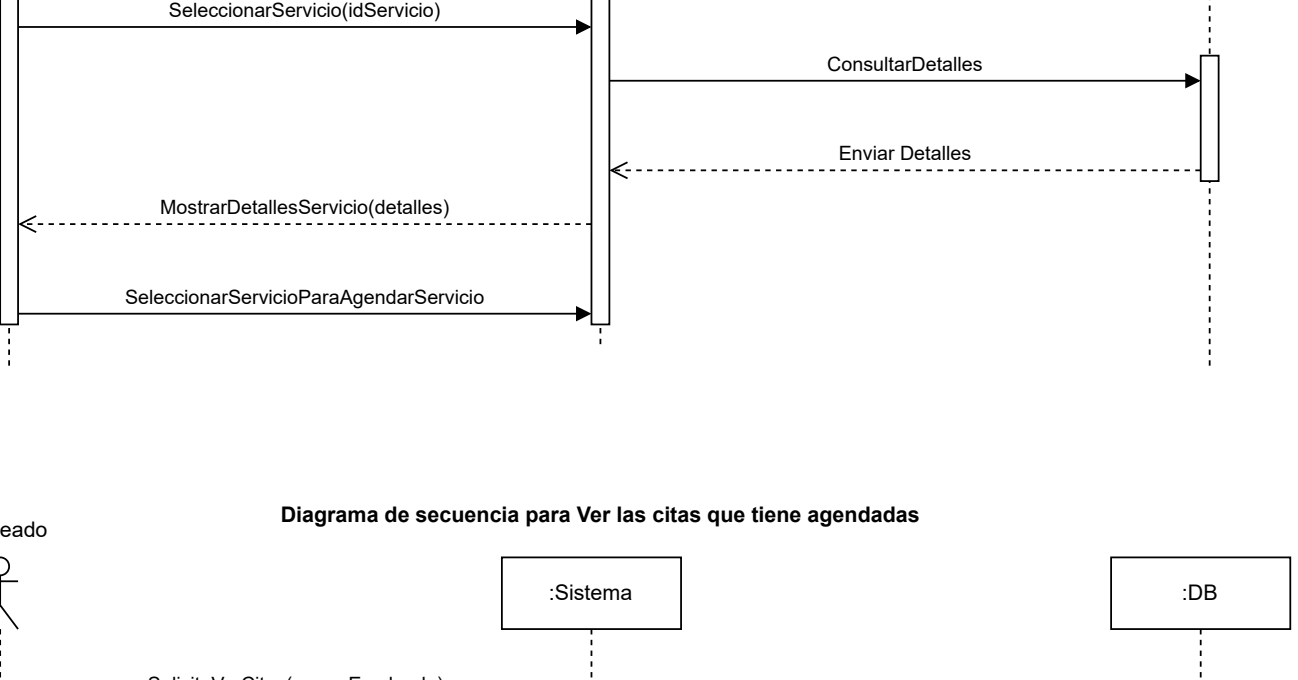 SeleccionarServicio(idServicio)
ConsultarDetalles
Enviar Detalles
MostrarDetallesServicio(detalles)
SeleccionarServicioParaAgendarServicio
Diagrama de secuencia para Ver las citas que tiene agendadas
eado
:Sistema
:DB